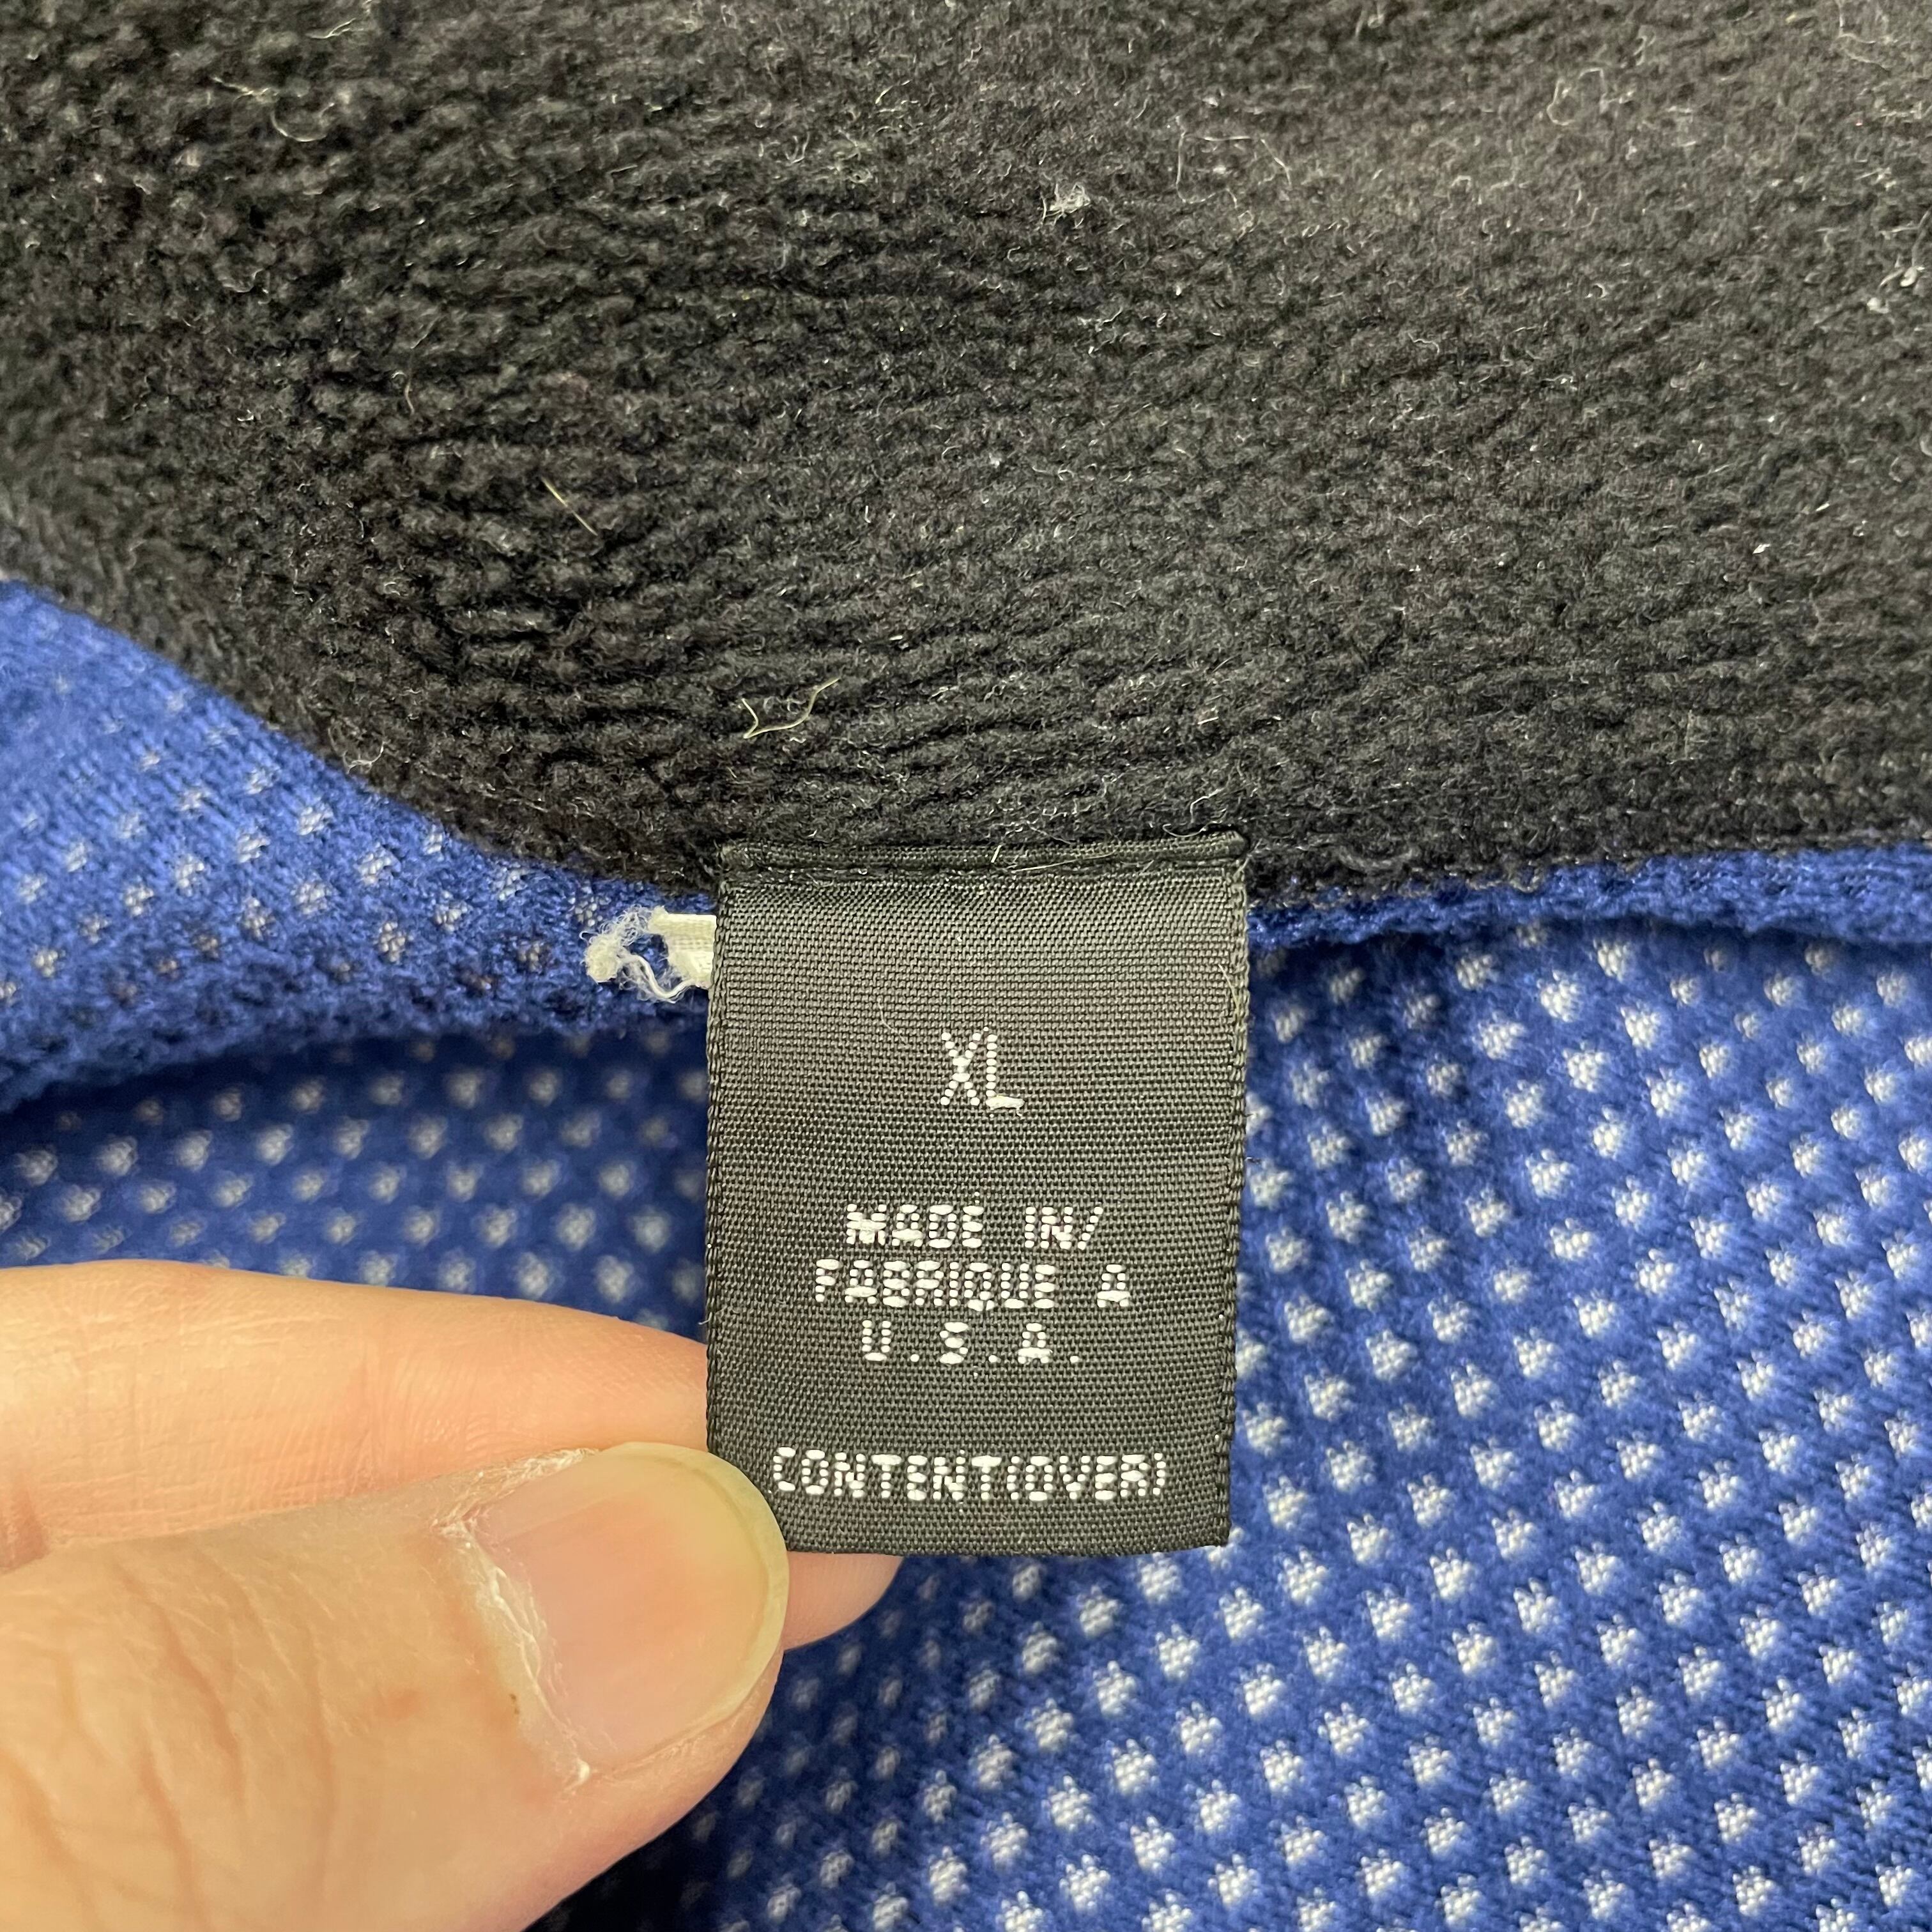 XL
MADE IN/
FABRIQUE A
U.S.A.
CONTENT(OVER)